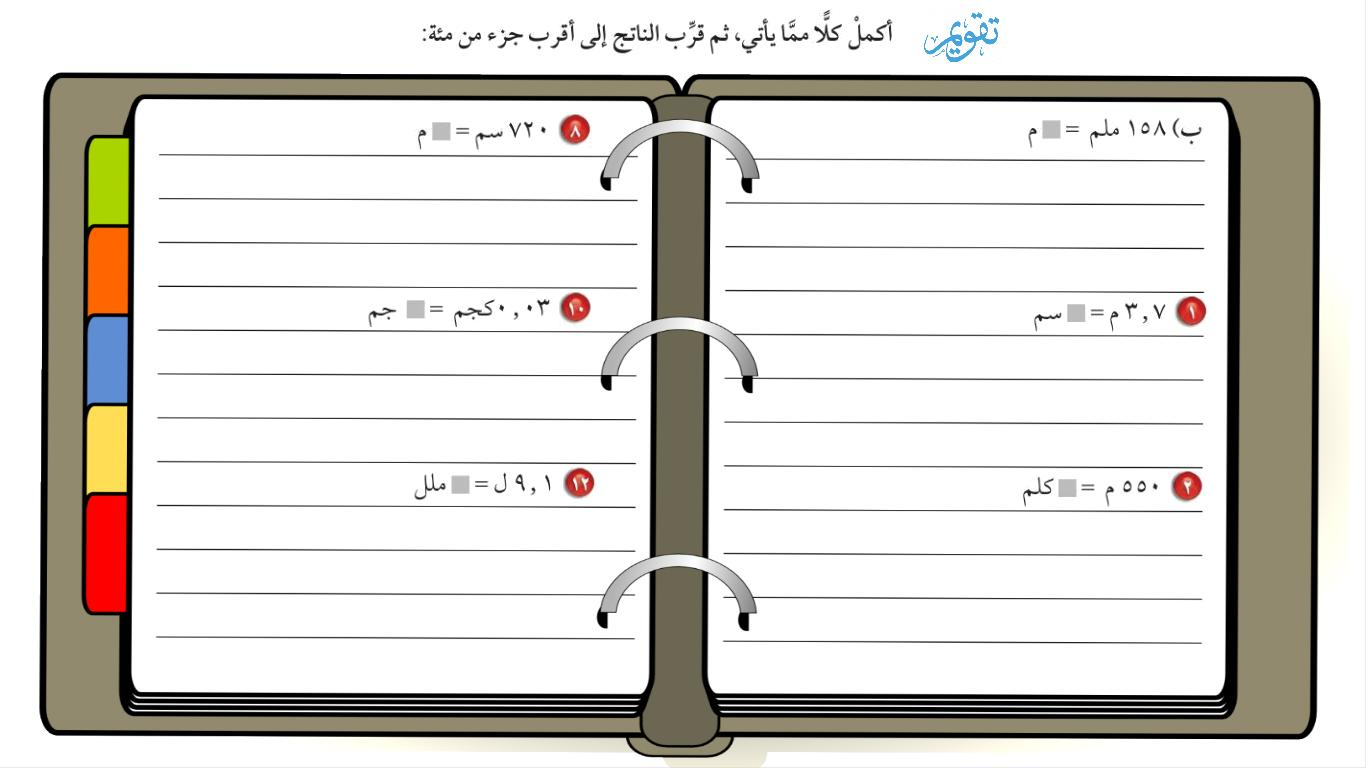 تقويم
أكملْ كلًّا ممَّا يأتي، ثم قرِّب الناتج إلى أقرب جزء من مئة:
ب) ١٥٨ ملم = م
١ ٣,٧ م = سم
٢ ٥٥٠ م = كلم
٨ ٧٢٠ سم = م
١٠ ٠,٠٣ كجم = جم
١٢ ٩,١ ل = ملل